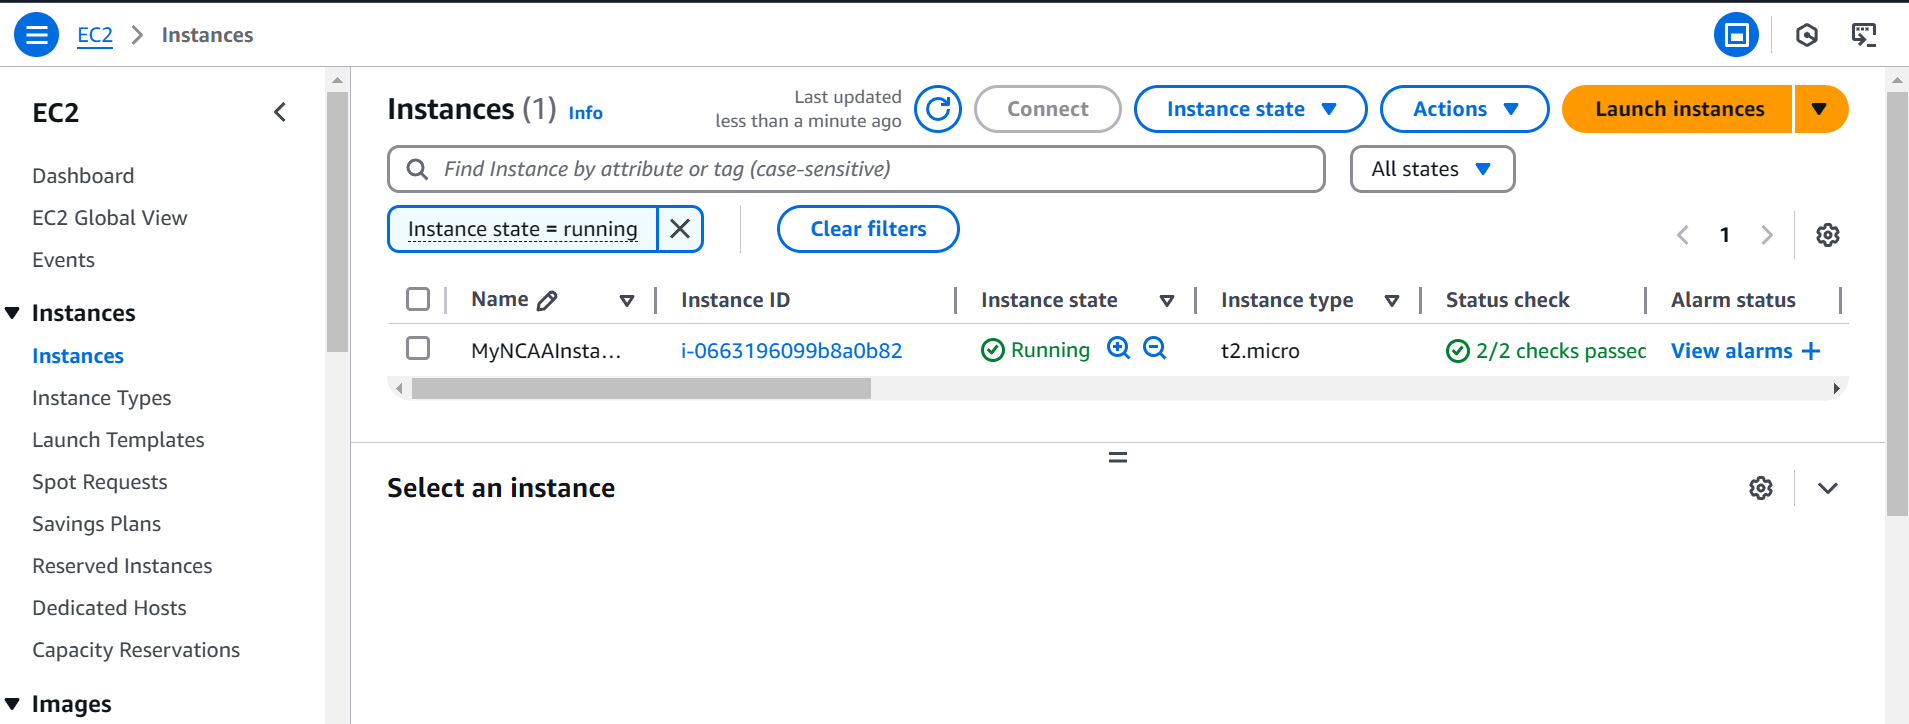 EC2 > Instances
EC2
Dashboard
EC2 Global View
Events
Instances
Instances
Instance Types
Launch Templates
Spot Requests
Savings Plans
Reserved Instances
Dedicated Hosts
Capacity Reservations
Images
Instances (1) Info
Last updated
less than a minute ago
Connect
Instance state
Actions
Launch instances
Find Instance by attribute or tag (case-sensitive)
All states
Instance state = running
Clear filters
1
Name Instance ID Instance state Instance type Status check Alarm status
MyNCAAInsta... i-0663196099b8a0b82 Running t2.micro 2/2 checks passed View alarms +
Select an instance